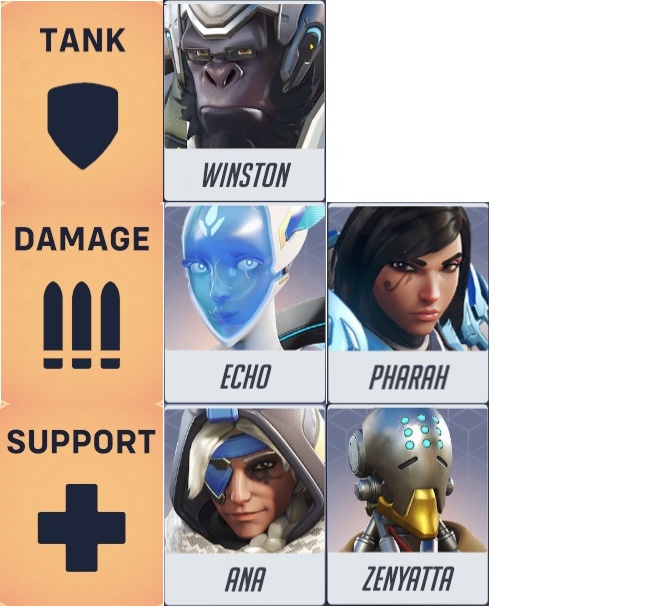 TANK
WINSTON
DAMAGE
ECHO
PHARAH
SUPPORT
ANA
ZENYATTA